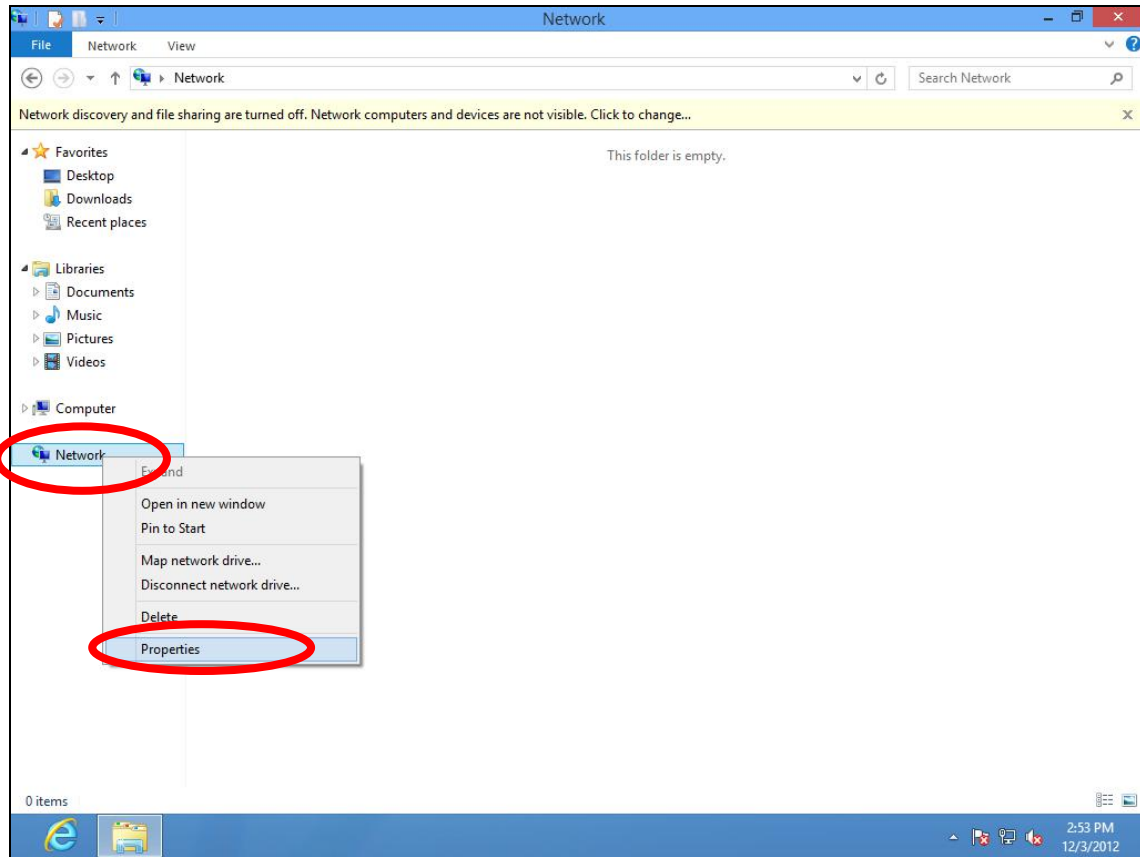 Network
File Network View
Network
Search Network
Network discovery and file sharing are turned off. Network computers and devices are not visible. Click to change...
Favorites
This folder is empty.
Desktop
Downloads
Recent places
Libraries
Documents
Music
Pictures
Videos
Computer
Network
Expand
Open in new window
Pin to Start
Map network drive...
Disconnect network drive...
Delete
Properties
0 items
2:53 PM
12/3/2012